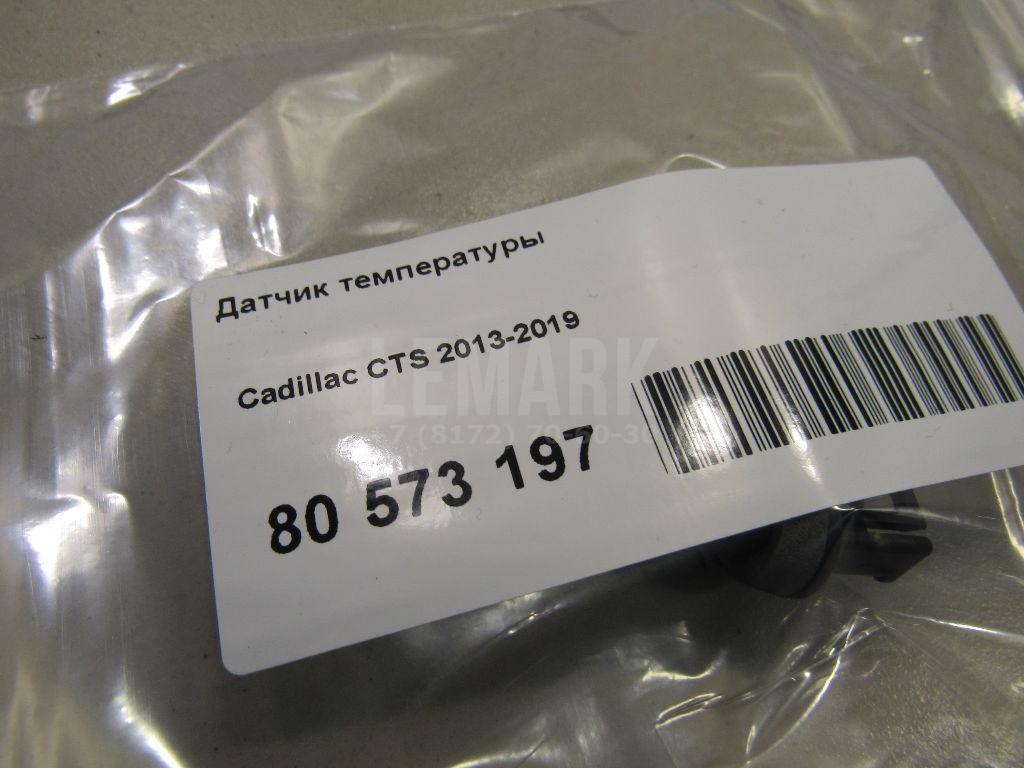 Датчик температуры
Cadillac CTS 2013-2019
LEMARK
80 573 197